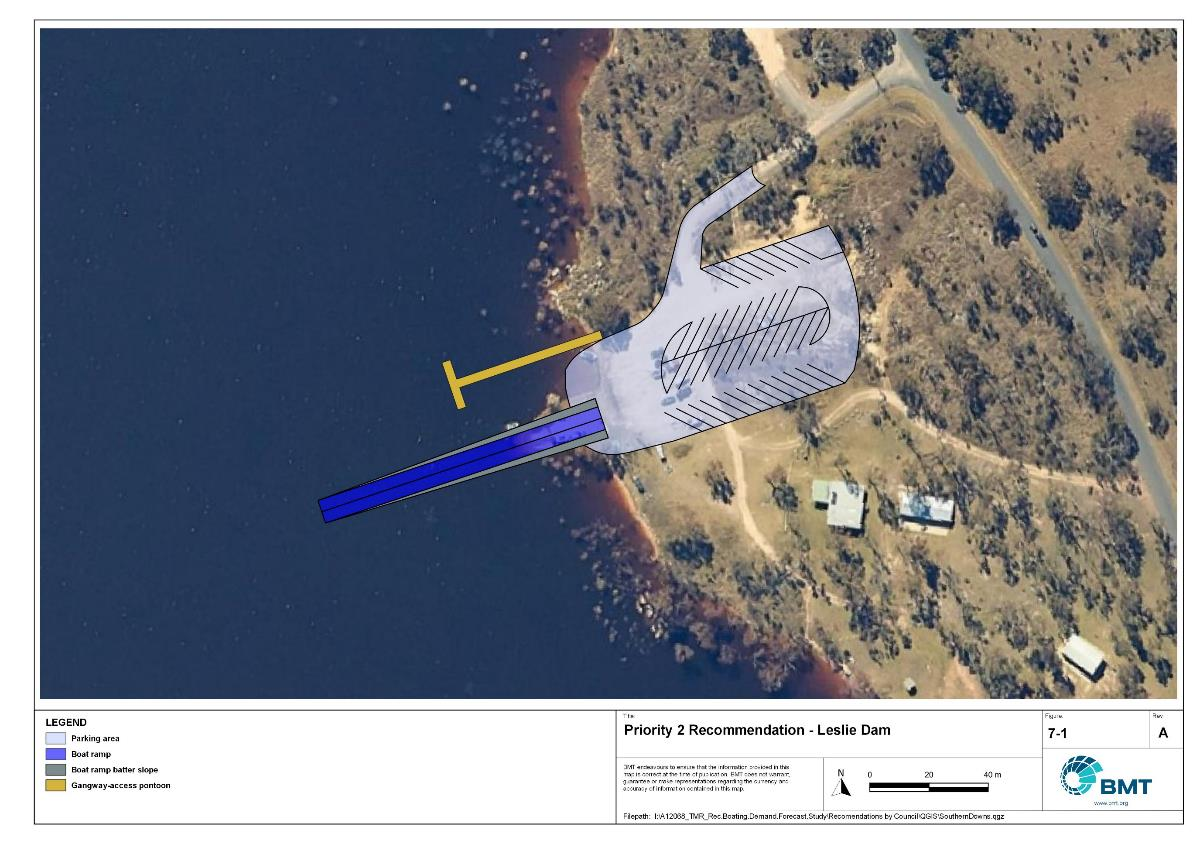 LEGEND
Parking area
Boat ramp
Boat ramp batter slope
Gangway-access pontoon
Title:
Priority 2 Recommendation - Leslie Dam
Figure:
7-1
Rev:
A
BMT endeavours to ensure that the information provided in this
map is correct at the time of publication. BMT does not warrant,
guarantee or make representations regarding the currency and
accuracy of information contained in this map.
N
0 20 40 m
BMT
www.bmt.org
Filepath: I:\A12068_TMR_Rec.Boating.Demand.Forecast.Study\Recomendations by Council\QGIS\SouthernDowns.qgz